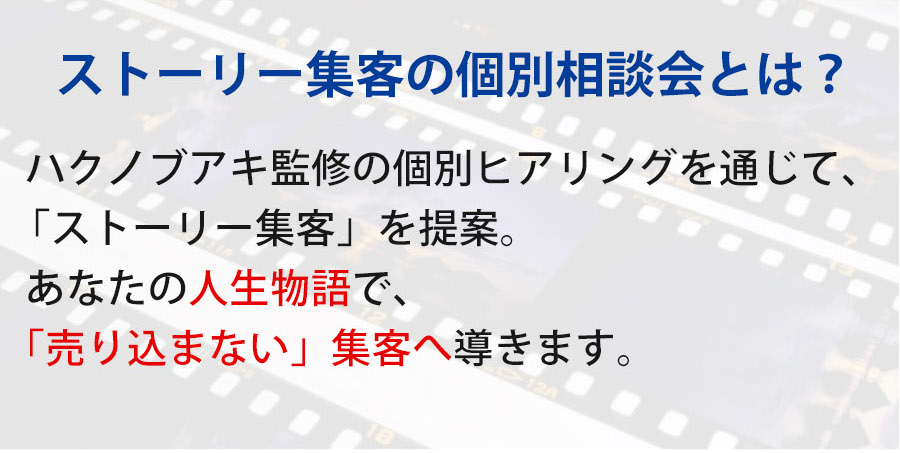 ストーリー集客の個別相談会とは？
ハクノブアキ監修の個別ヒアリングを通じて、
「ストーリー集客」を提案。
あなたの人生物語で、
「売り込まない」集客へ導きます。
12
12A
18